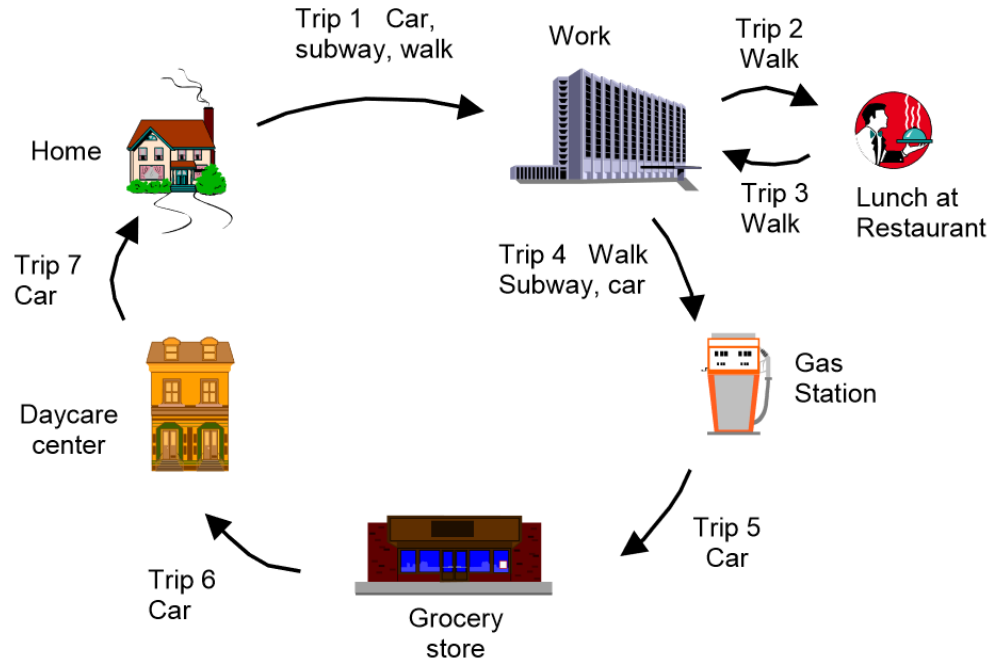 Trip 1 Car,
subway, walk
Work
Trip 2
Walk
Home
Trip 3
Walk
Lunch at
Restaurant
Trip 4 Walk
Subway, car
Trip 7
Car
Gas
Station
Daycare
center
Trip 5
Car
Trip 6
Car
Grocery
store